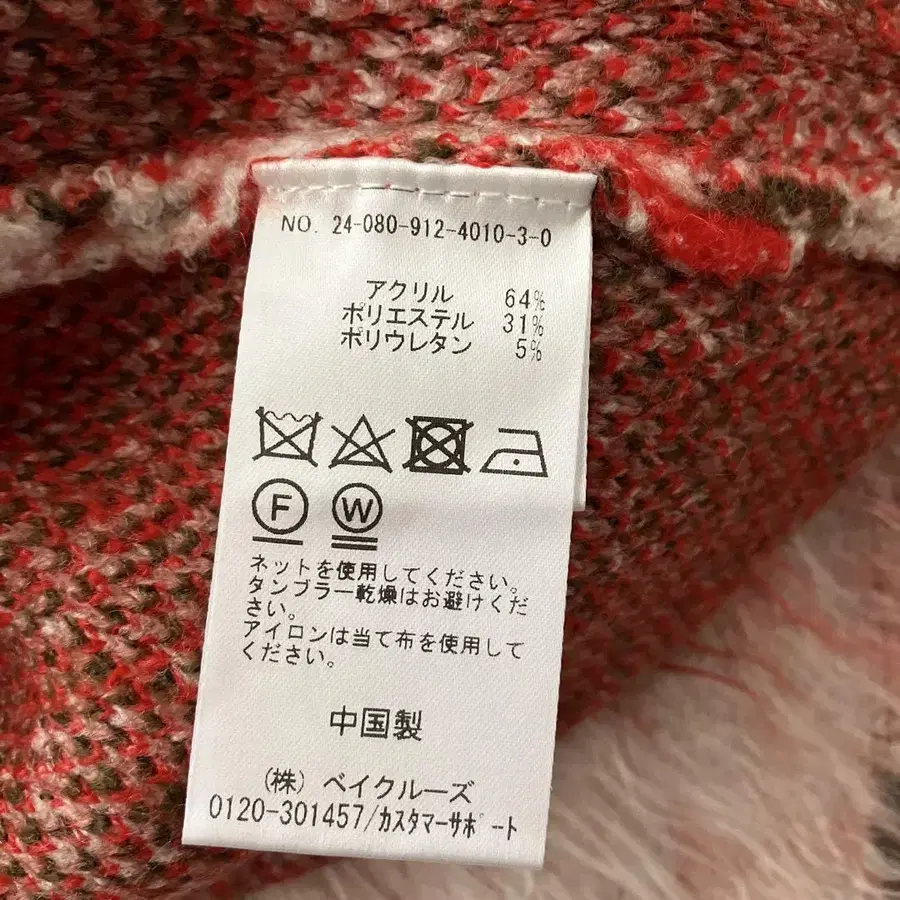 NO. 24-080-912-4010-3-0
アクリル 64%
ポリエステル 31%
ポリウレタン 5%
F W
ネットを使用してください。
タンブラー乾燥はお避けくだ
さい。
アイロンは当て布を使用して
ください。
中国製
(株) ベイクルーズ
0120-301457/カスタマーサポート